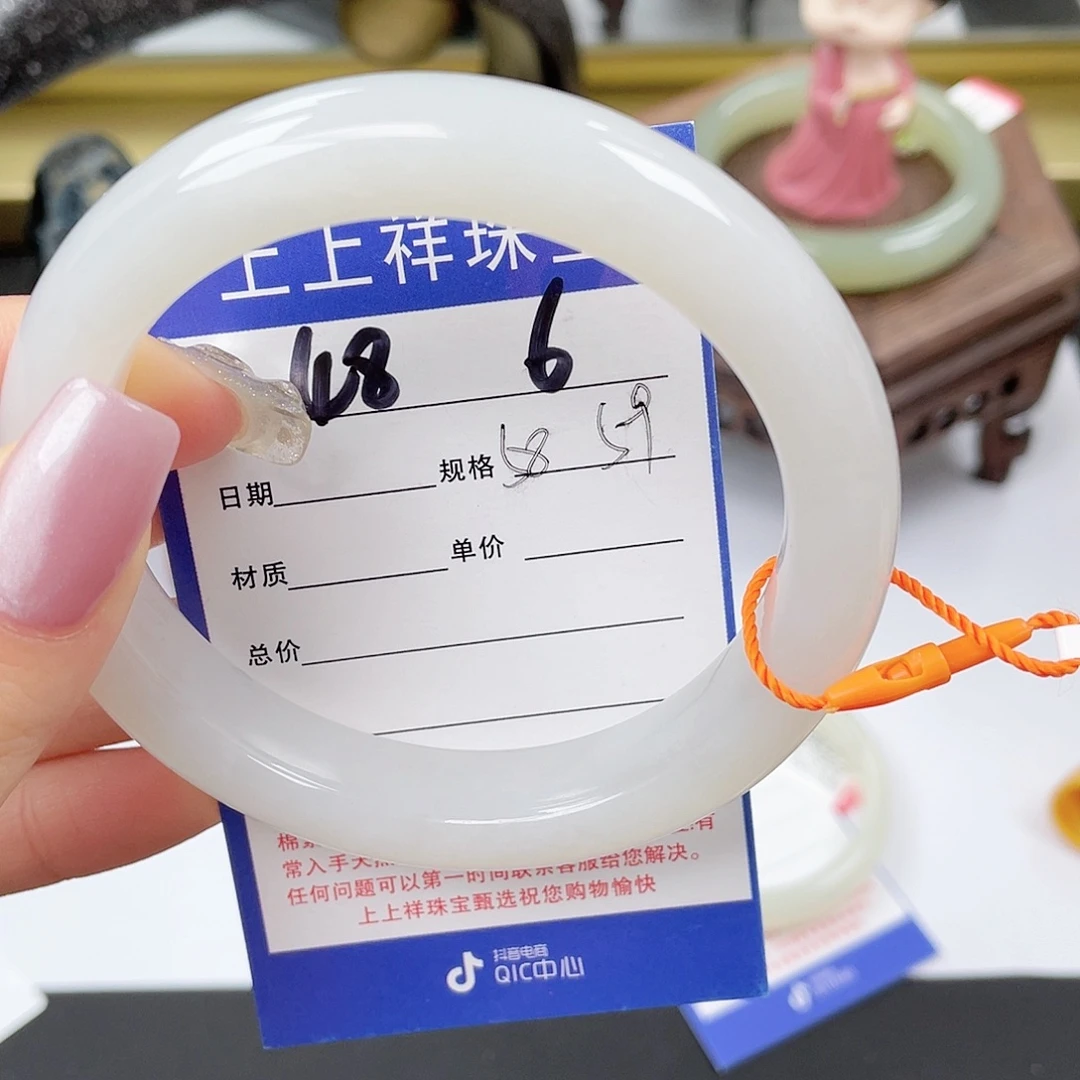 上上祥珠
48 6
日期 规格 58 59
材质 单价
总价
棉
常入手天
任何问题可以第一时间联系客服给您解决。
上上祥珠宝甄选祝您购物愉快
抖音电商
QIC中心